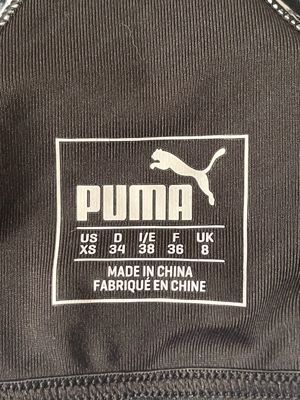 PUMA
US D I/E F UK
XS 34 38 36 8
MADE IN CHINA
FABRIQUÉ EN CHINE